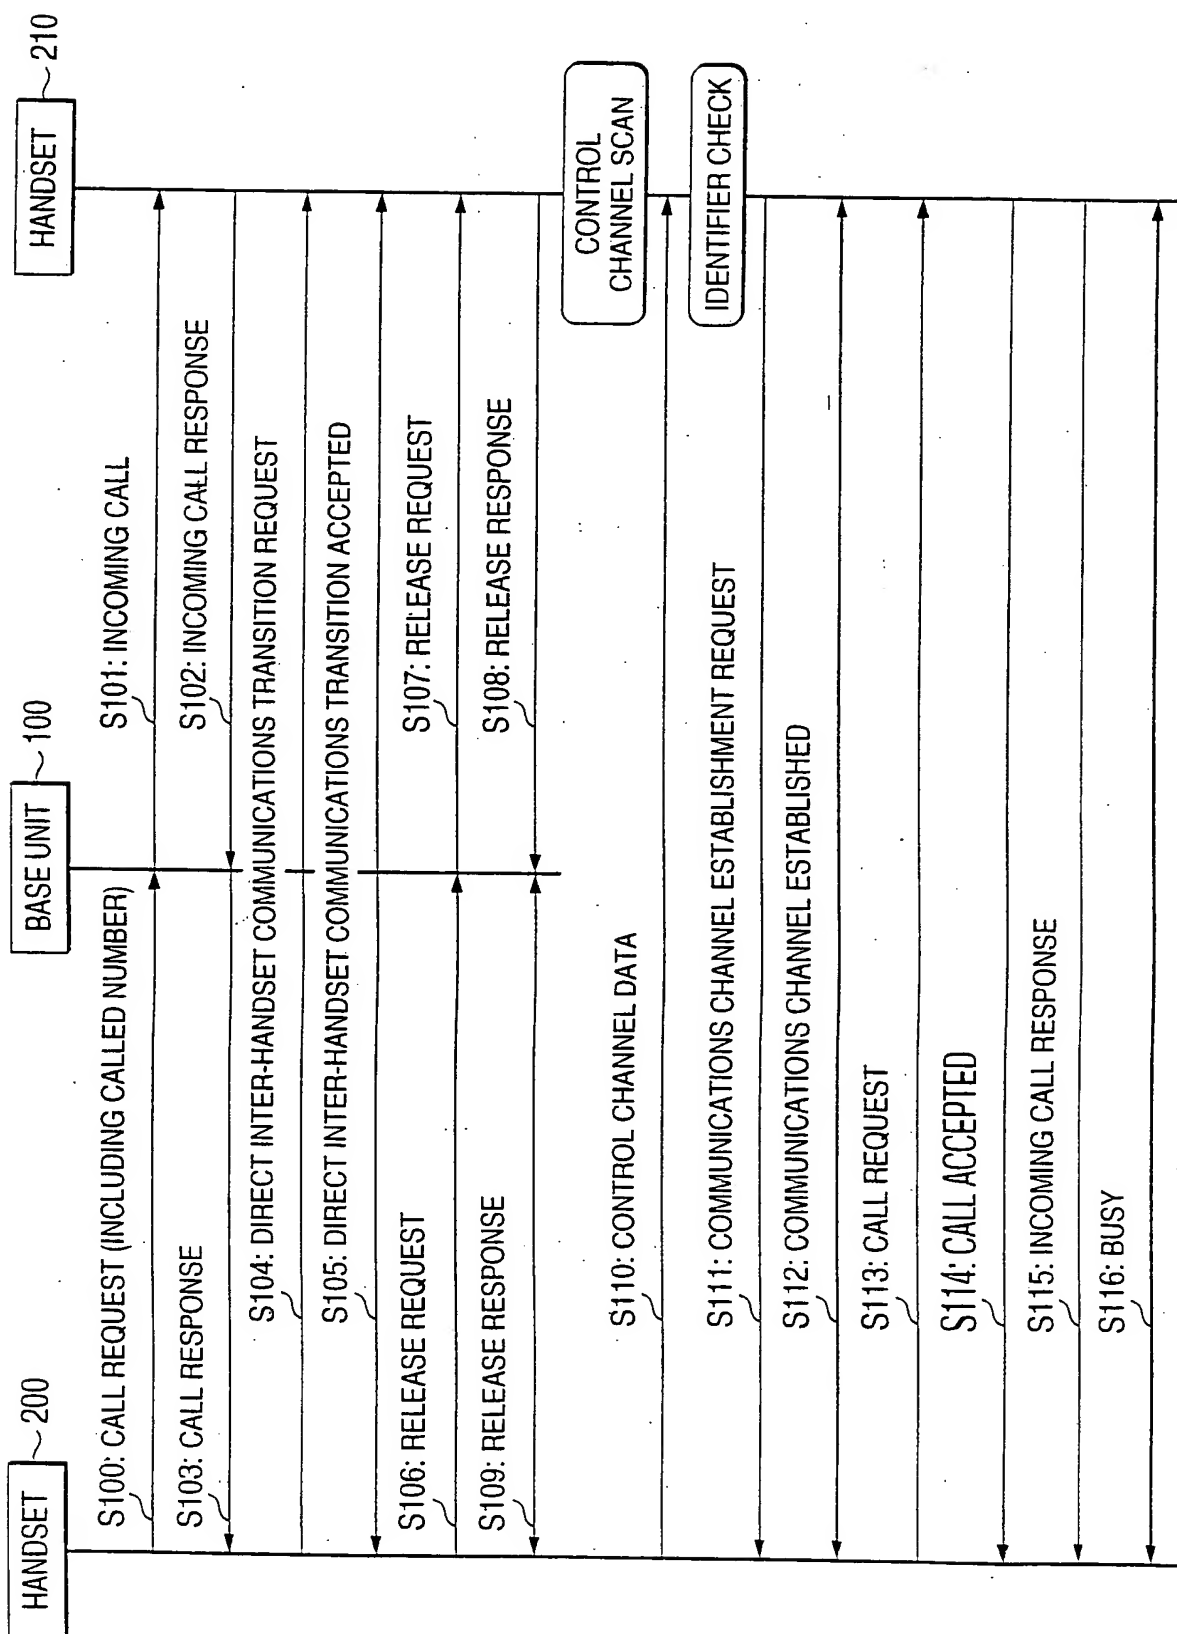 HANDSET
200
BASE UNIT
100
HANDSET
210
S100: CALL REQUEST (INCLUDING CALLED NUMBER)
S101: INCOMING CALL
S102: INCOMING CALL RESPONSE
S103: CALL RESPONSE
S104: DIRECT INTER-HANDSET COMMUNICATIONS TRANSITION REQUEST
S105: DIRECT INTER-HANDSET COMMUNICATIONS TRANSITION ACCEPTED
S106: RELEASE REQUEST
S107: RELEASE REQUEST
S108: RELEASE RESPONSE
S109: RELEASE RESPONSE
CONTROL
CHANNEL SCAN
S110: CONTROL CHANNEL DATA
IDENTIFIER CHECK
S111: COMMUNICATIONS CHANNEL ESTABLISHMENT REQUEST
S112: COMMUNICATIONS CHANNEL ESTABLISHED
S113: CALL REQUEST
S114: CALL ACCEPTED
S115: INCOMING CALL RESPONSE
S116: BUSY